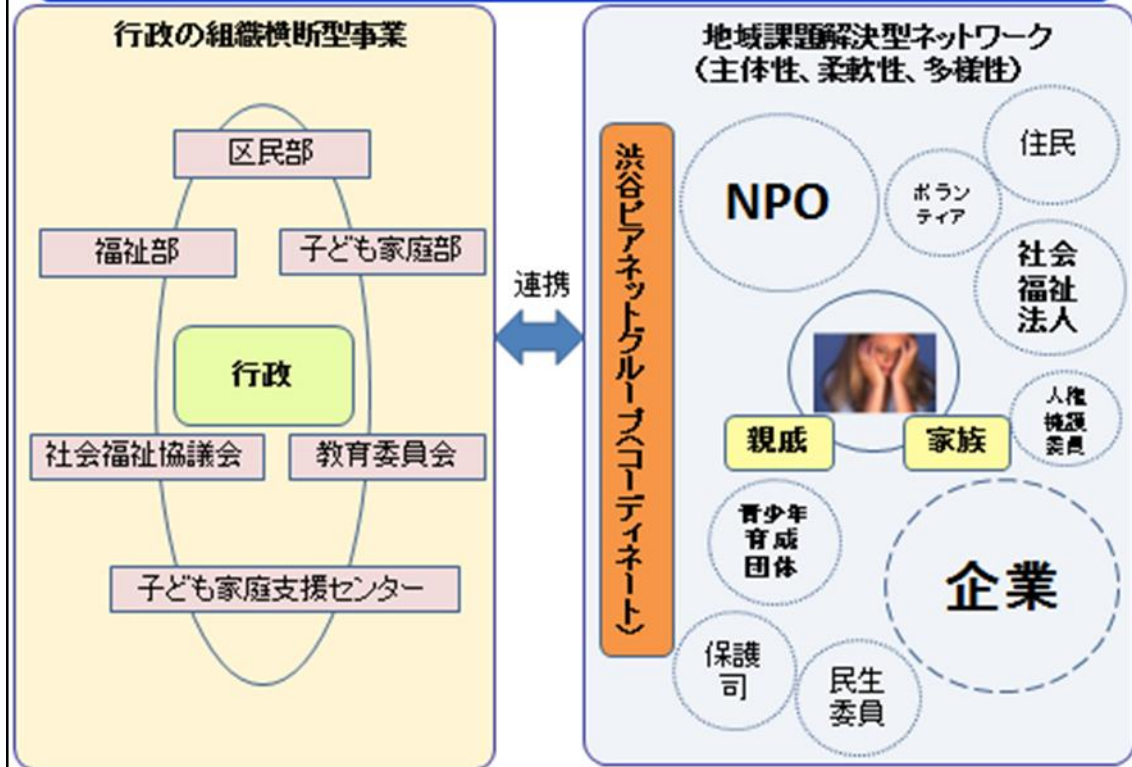 行政の組織横断型事業
区民部
福祉部
子ども家庭部
行政
社会福祉協議会
教育委員会
子ども家庭支援センター
連携
地域課題解決型ネットワーク
(主体性、柔軟性、多様性)
渋谷ピアネットグループ(コーディネート)
NPO
ボラン
ティア
住民
社会
福祉
法人
人権
擁護
委員
親戚
家族
青少年
育成
団体
企業
保護
司
民生
委員